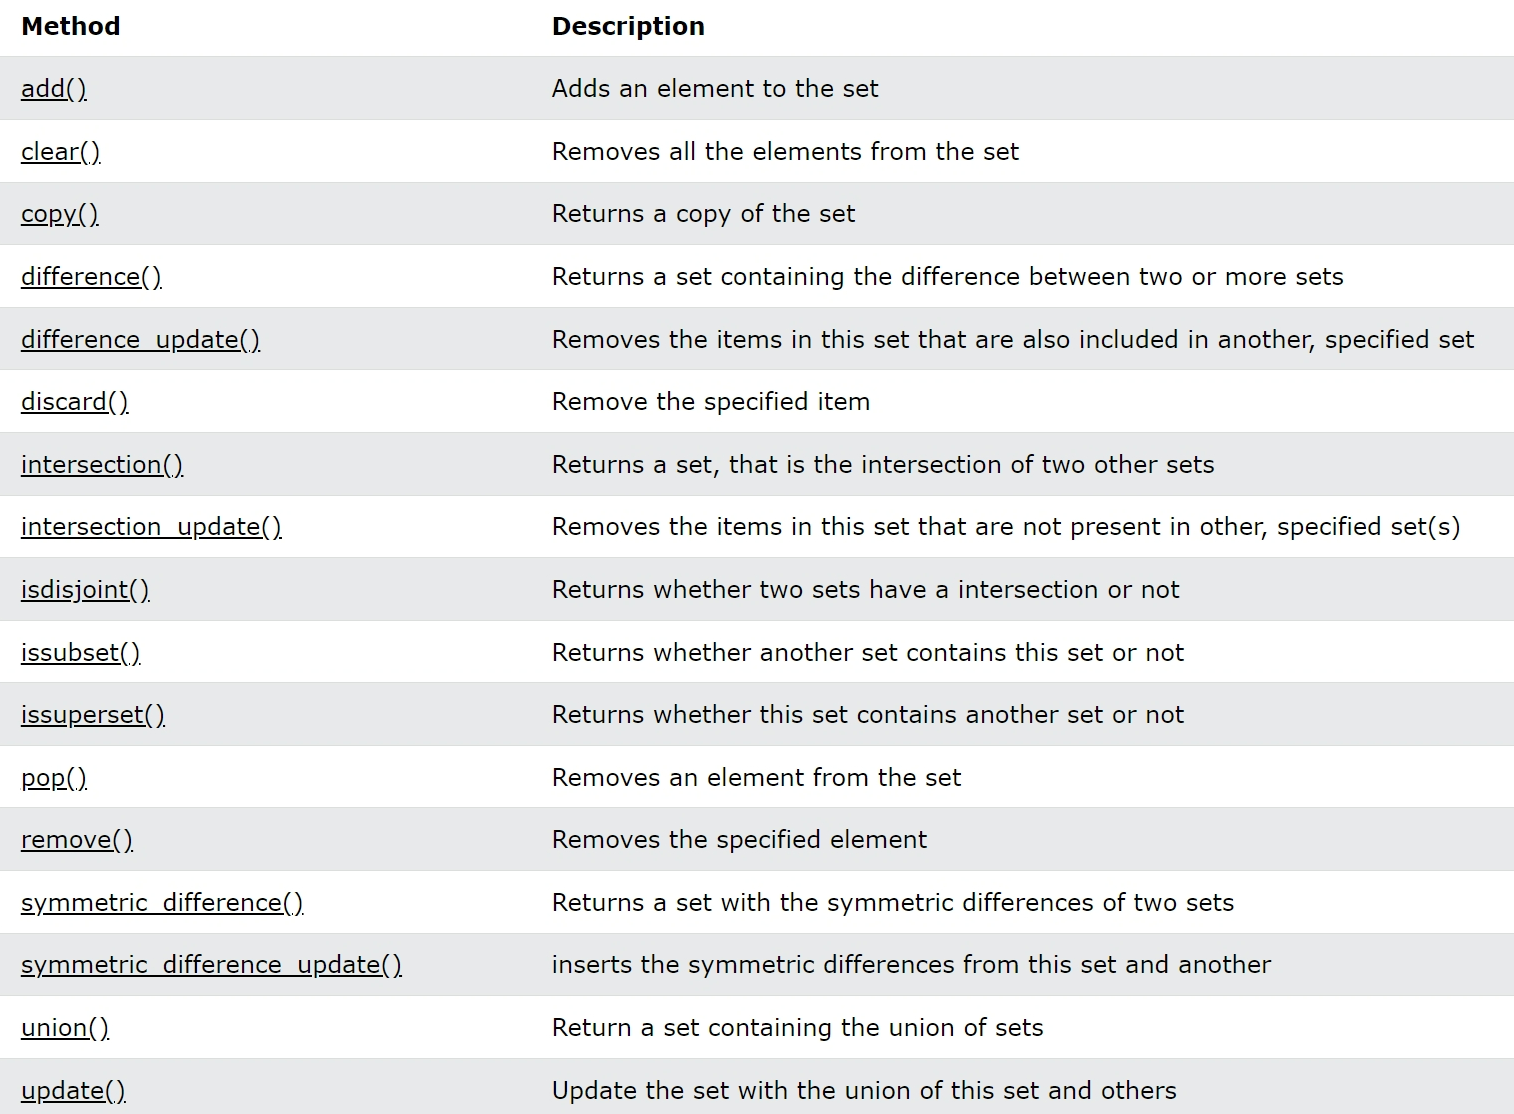 Method Description
add() Adds an element to the set
clear() Removes all the elements from the set
copy() Returns a copy of the set
difference() Returns a set containing the difference between two or more sets
difference_update() Removes the items in this set that are also included in another, specified set
discard() Remove the specified item
intersection() Returns a set, that is the intersection of two other sets
intersection_update() Removes the items in this set that are not present in other, specified set(s)
isdisjoint() Returns whether two sets have a intersection or not
issubset() Returns whether another set contains this set or not
issuperset() Returns whether this set contains another set or not
pop() Removes an element from the set
remove() Removes the specified element
symmetric_difference() Returns a set with the symmetric differences of two sets
symmetric_difference_update() inserts the symmetric differences from this set and another
union() Return a set containing the union of sets
update() Update the set with the union of this set and others